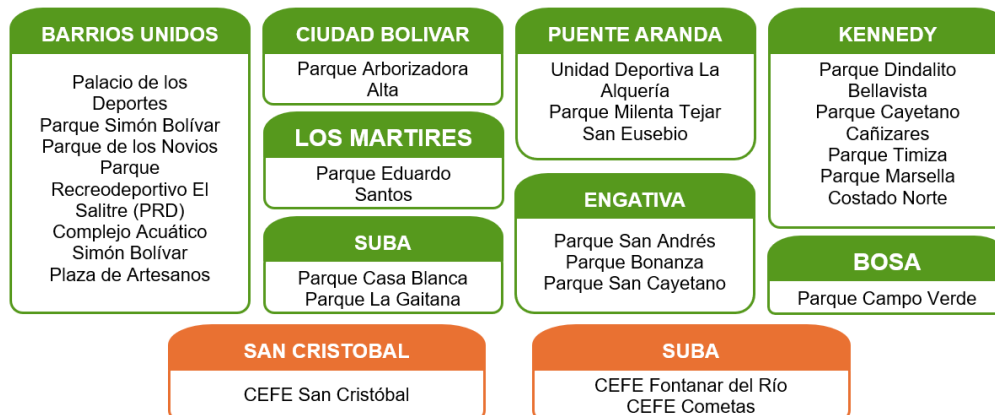 BARRIOS UNIDOS
Palacio de los
Deportes
Parque Simón Bolívar
Parque de los Novios
Parque
Recreodeportivo El
Salitre (PRD)
Complejo Acuático
Simón Bolívar
Plaza de Artesanos
CIUDAD BOLIVAR
Parque Arborizadora
Alta
LOS MARTIRES
Parque Eduardo
Santos
SUBA
Parque Casa Blanca
Parque La Gaitana
PUENTE ARANDA
Unidad Deportiva La
Alquería
Parque Milenta Tejar
San Eusebio
ENGATIVA
Parque San Andrés
Parque Bonanza
Parque San Cayetano
KENNEDY
Parque Dindalito
Bellavista
Parque Cayetano
Cañizares
Parque Timiza
Parque Marsella
Costado Norte
BOSA
Parque Campo Verde
SAN CRISTOBAL
CEFE San Cristóbal
SUBA
CEFE Fontanar del Río
CEFE Cometas